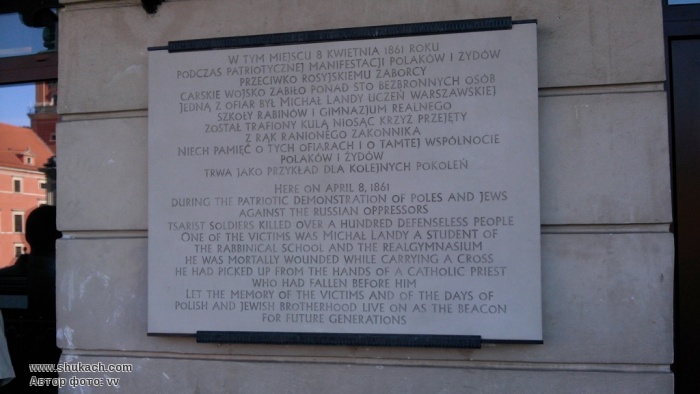 W TYM MIEJSCU 8 KWIETNIA 1861 ROKU
PODCZAS PATRIOTYCZNEJ MANIFESTACJI POLAKÓW I ŻYDÓW
PRZECIWKO ROSYJSKIEMU ZABORCY
CARSKIE WOJSKO ZABIŁO PONAD STO BEZBRONNYCH OSÓB
JEDNĄ Z OFIAR BYŁ MICHAŁ LANDY UCZEŃ WARSZAWSKIEJ
SZKOŁY RABINÓW I GIMNAZJUM REALNEGO
ZOSTAŁ TRAFIONY KULĄ NIOSĄC KRZYŻ PRZEJĘTY
Z RĄK RANIONEGO ZAKONNIKA
NIECH PAMIĘĆ O TYCH OFIARACH I O TAMTEJ WSPÓLNOCIE
POLAKÓW I ŻYDÓW
TRWA JAKO PRZYKŁAD DLA KOLEJNYCH POKOLEŃ
HERE ON APRIL 8, 1861
DURING THE PATRIOTIC DEMONSTRATION OF POLES AND JEWS
AGAINST THE RUSSIAN OPPRESSORS
TSARIST SOLDIERS KILLED OVER A HUNDRED DEFENSELESS PEOPLE
ONE OF THE VICTIMS WAS MICHAŁ LANDY A STUDENT OF
THE RABBINICAL SCHOOL AND THE REALGYMNASIUM
HE WAS MORTALLY WOUNDED WHILE CARRYING A CROSS
HE HAD PICKED UP FROM THE HANDS OF A CATHOLIC PRIEST
WHO HAD FALLEN BEFORE HIM
LET THE MEMORY OF THE VICTIMS AND OF THE DAYS OF
POLISH AND JEWISH BROTHERHOOD LIVE ON AS THE BEACON
FOR FUTURE GENERATIONS
www.shukach.com
Автор фото: vv